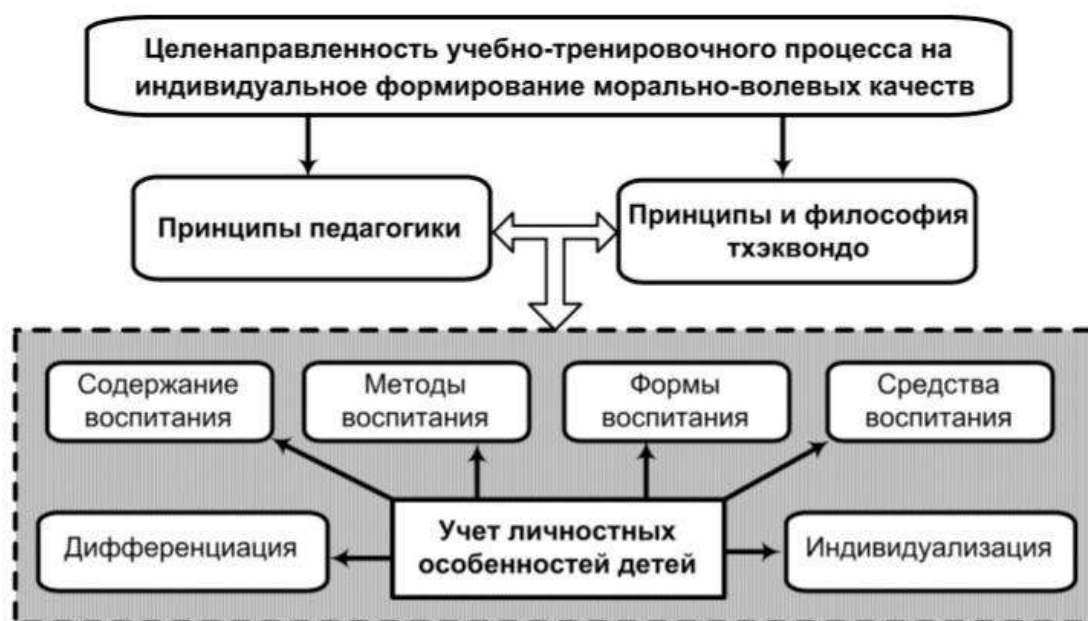 Целенаправленность учебно-тренировочного процесса на
индивидуальное формирование морально-волевых качеств
Принципы педагогики
Принципы и философия
тхэквондо
Содержание
воспитания
Методы
воспитания
Формы
воспитания
Средства
воспитания
Дифференциация
Учет личностных
особенностей детей
Индивидуализация